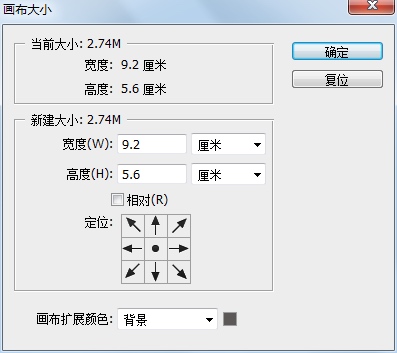 画布大小
当前大小: 2.74M
宽度: 9.2 厘米
高度: 5.6 厘米
确定
复位
新建大小: 2.74M
宽度(W): 9.2 厘米
高度(H): 5.6 厘米
相对(R)
定位:
画布扩展颜色: 背景